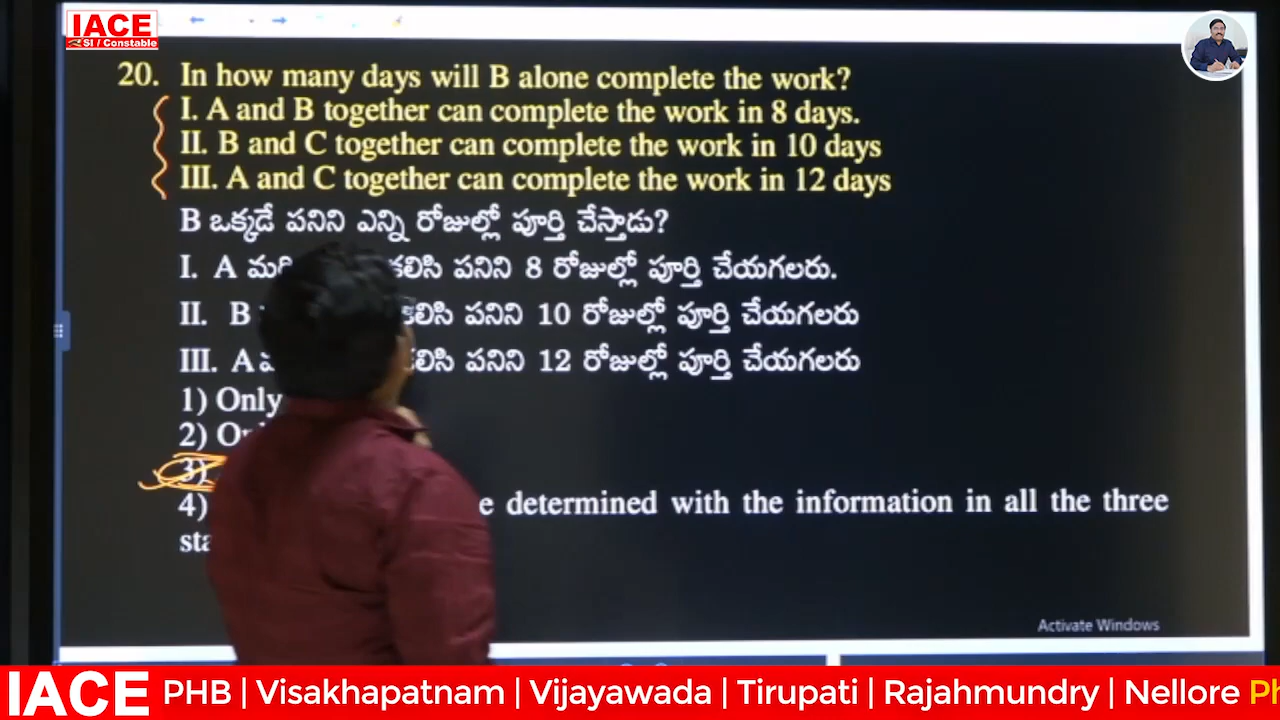 IACE
SI / Constable
20. In how many days will B alone complete the work?
I. A and B together can complete the work in 8 days.
II. B and C together can complete the work in 10 days
III. A and C together can complete the work in 12 days
B ఒక్కడే పనిని ఎన్ని రోజుల్లో పూర్తి చేస్తాడు?
I. A కలిసి పనిని 8 రోజుల్లో పూర్తి చేయగలరు.
II. B కలిసి పనిని 10 రోజుల్లో పూర్తి చేయగలరు
III. A కలిసి పనిని 12 రోజుల్లో పూర్తి చేయగలరు
1) Only
2)
3)
4) determined with the information in all the three
Activate Windows
IACE PHB | Visakhapatnam | Vijayawada | Tirupati | Rajahmundry | Nellore